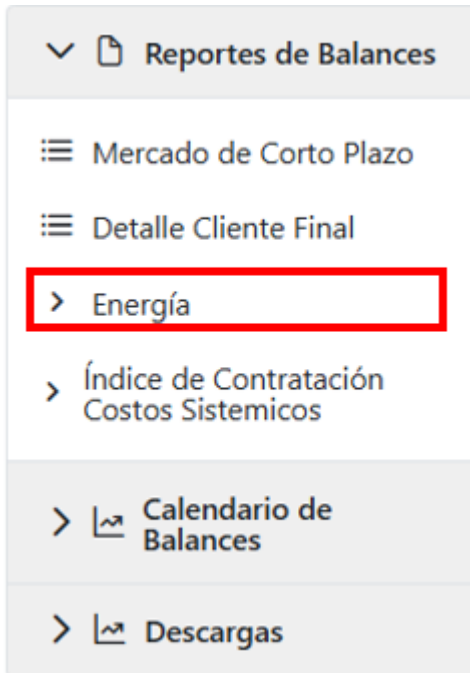 Reportes de Balances
Mercado de Corto Plazo
Detalle Cliente Final
Energía
Índice de Contratación
Costos Sistemicos
Calendario de
Balances
Descargas